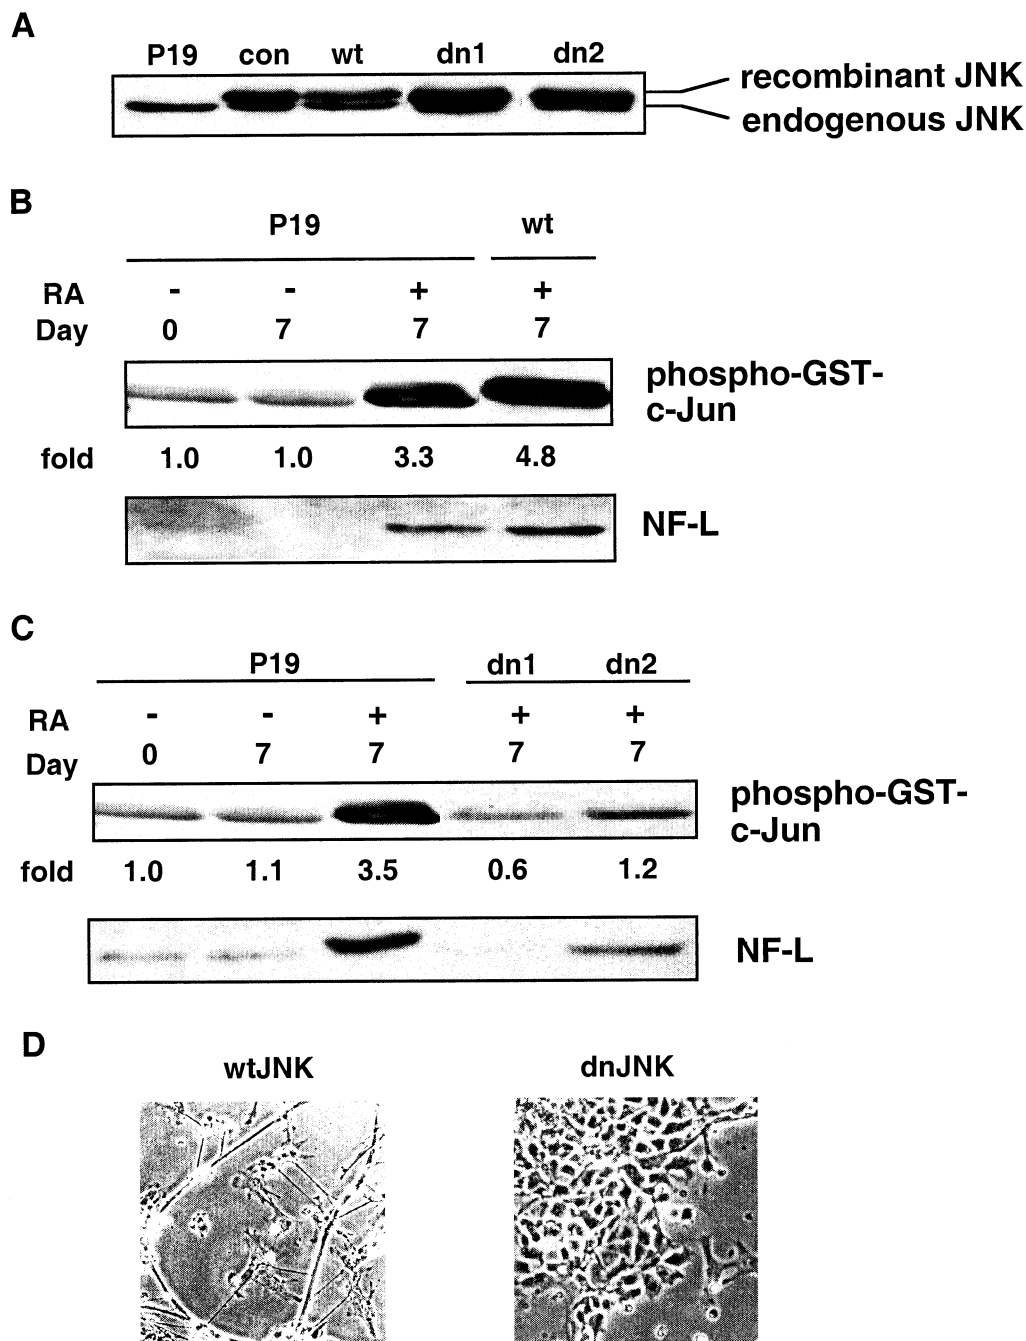 A
P19 con wt dn1 dn2
recombinant JNK
endogenous JNK
B
P19 wt
RA - - + +
Day 0 7 7 7
phospho-GST-
c-Jun
fold 1.0 1.0 3.3 4.8
NF-L
C
P19 dn1 dn2
RA - - + + +
Day 0 7 7 7 7
phospho-GST-
c-Jun
fold 1.0 1.1 3.5 0.6 1.2
NF-L
D
wtJNK dnJNK